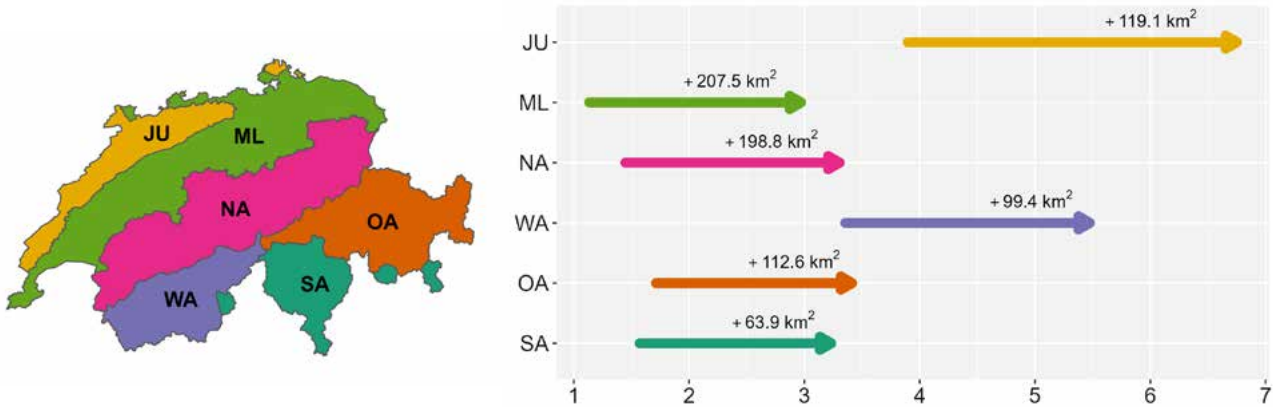 JU
ML
NA
OA
WA
SA
JU
+ 119.1 km²
ML
+ 207.5 km²
NA
+ 198.8 km²
WA
+ 99.4 km²
OA
+ 112.6 km²
SA
+ 63.9 km²
1 2 3 4 5 6 7